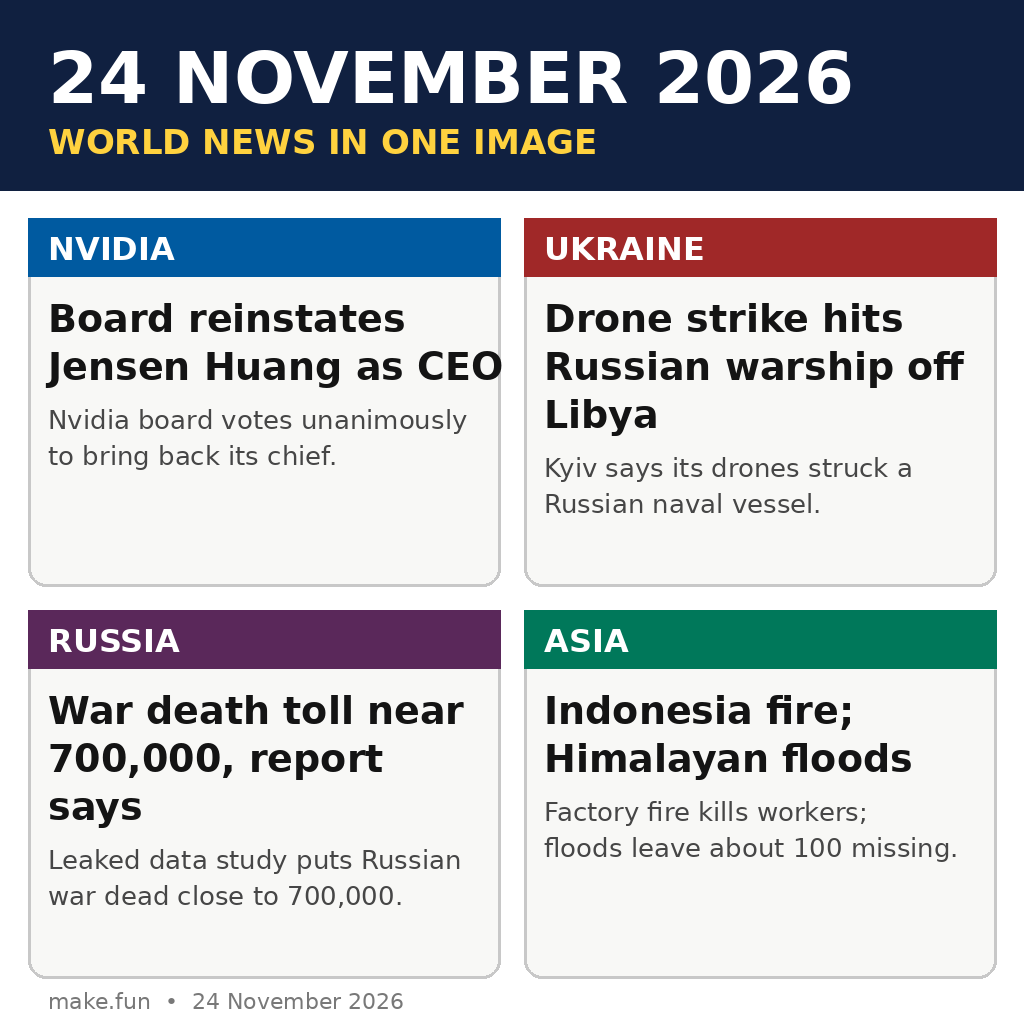 24 NOVEMBER 2026
WORLD NEWS IN ONE IMAGE
NVIDIA
Board reinstates
Jensen Huang as CEO
Nvidia board votes unanimously
to bring back its chief.
UKRAINE
Drone strike hits
Russian warship off
Libya
Kyiv says its drones struck a
Russian naval vessel.
RUSSIA
War death toll near
700,000, report
says
Leaked data study puts Russian
war dead close to 700,000.
ASIA
Indonesia fire;
Himalayan floods
Factory fire kills workers;
floods leave about 100 missing.
make.fun • 24 November 2026